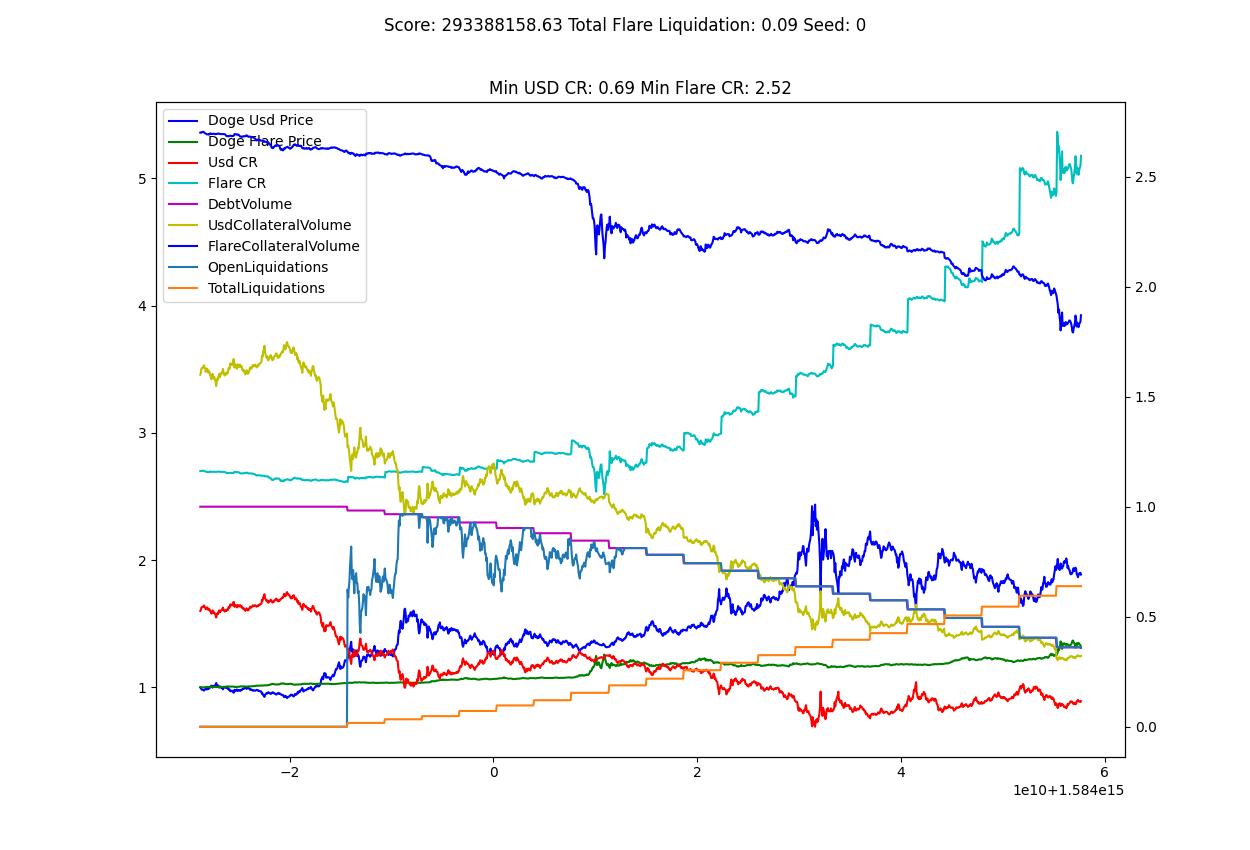 Score: 293388158.63 Total Flare Liquidation: 0.09 Seed: 0
Min USD CR: 0.69 Min Flare CR: 2.52
Doge Usd Price
Doge Flare Price
Usd CR
Flare CR
DebtVolume
UsdCollateralVolume
FlareCollateralVolume
OpenLiquidations
TotalLiquidations
5
4
3
2
1
2.5
2.0
1.5
1.0
0.5
0.0
−2 0 2 4 6
1e10+1.584e15